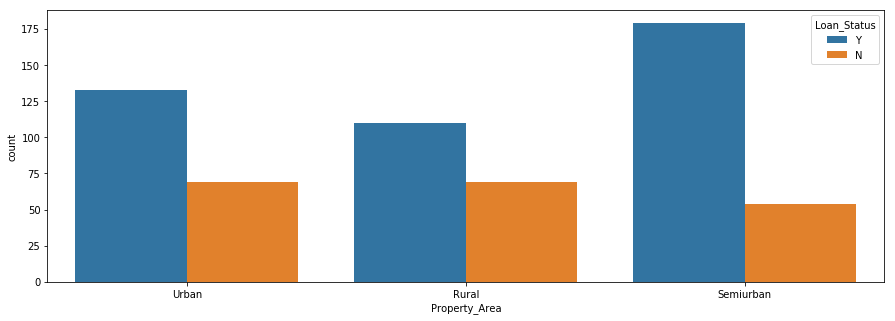 Loan_Status
Y
N
count
175
150
125
100
75
50
25
0
Urban
Rural
Semiurban
Property_Area